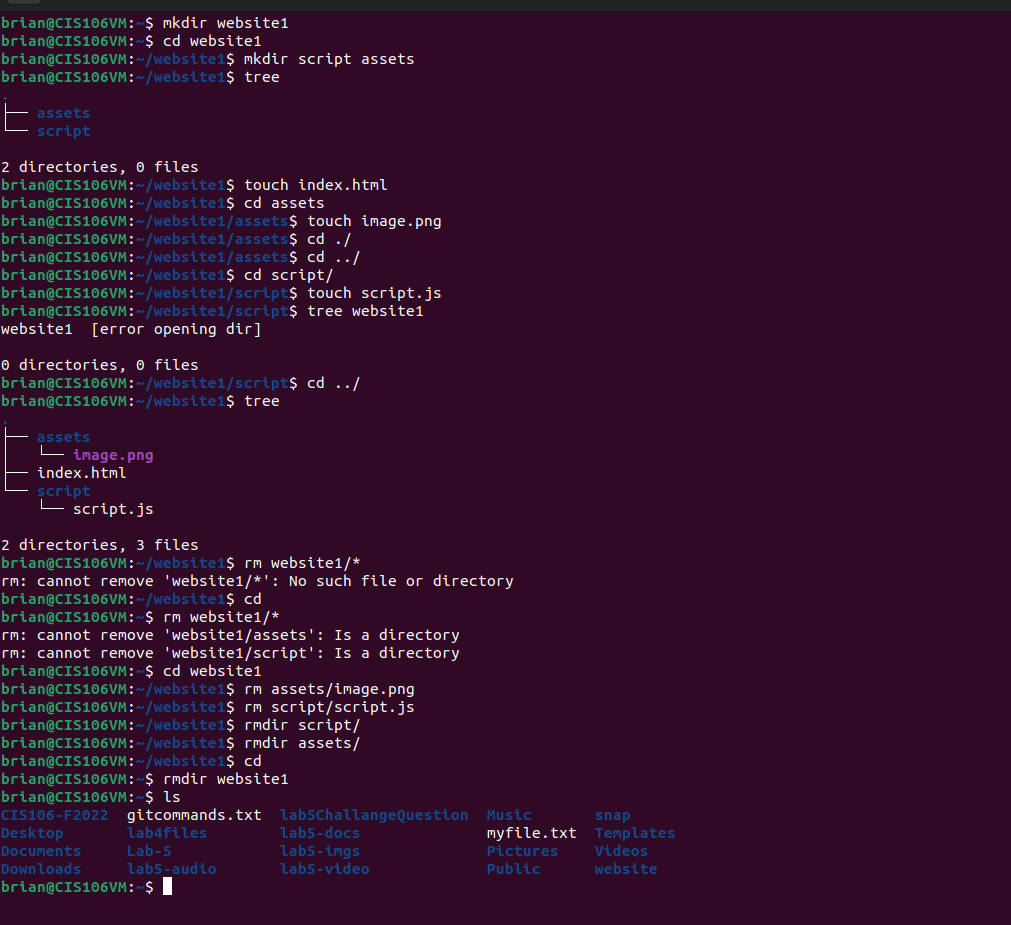 brian@CIS106VM:~$ mkdir website1
brian@CIS106VM:~$ cd website1
brian@CIS106VM:~/website1$ mkdir script assets
brian@CIS106VM:~/website1$ tree
.
├── assets
└── script

2 directories, 0 files
brian@CIS106VM:~/website1$ touch index.html
brian@CIS106VM:~/website1$ cd assets
brian@CIS106VM:~/website1/assets$ touch image.png
brian@CIS106VM:~/website1/assets$ cd ./
brian@CIS106VM:~/website1/assets$ cd ../
brian@CIS106VM:~/website1$ cd script/
brian@CIS106VM:~/website1/script$ touch script.js
brian@CIS106VM:~/website1/script$ tree website1
website1  [error opening dir]

0 directories, 0 files
brian@CIS106VM:~/website1/script$ cd ../
brian@CIS106VM:~/website1$ tree
.
├── assets
│   └── image.png
├── index.html
└── script
    └── script.js

2 directories, 3 files
brian@CIS106VM:~/website1$ rm website1/*
rm: cannot remove 'website1/*': No such file or directory
brian@CIS106VM:~/website1$ cd
brian@CIS106VM:~$ rm website1/*
rm: cannot remove 'website1/assets': Is a directory
rm: cannot remove 'website1/script': Is a directory
brian@CIS106VM:~$ cd website1
brian@CIS106VM:~/website1$ rm assets/image.png
brian@CIS106VM:~/website1$ rm script/script.js
brian@CIS106VM:~/website1$ rmdir script/
brian@CIS106VM:~/website1$ rmdir assets/
brian@CIS106VM:~/website1$ cd
brian@CIS106VM:~$ rmdir website1
brian@CIS106VM:~$ ls
CIS106-F2022  gitcommands.txt  lab5ChallangeQuestion  Music       snap
Desktop       lab4files        lab5-docs              myfile.txt  Templates
Documents     Lab-5            lab5-imgs              Pictures    Videos
Downloads     lab5-audio       lab5-video             Public      website
brian@CIS106VM:~$